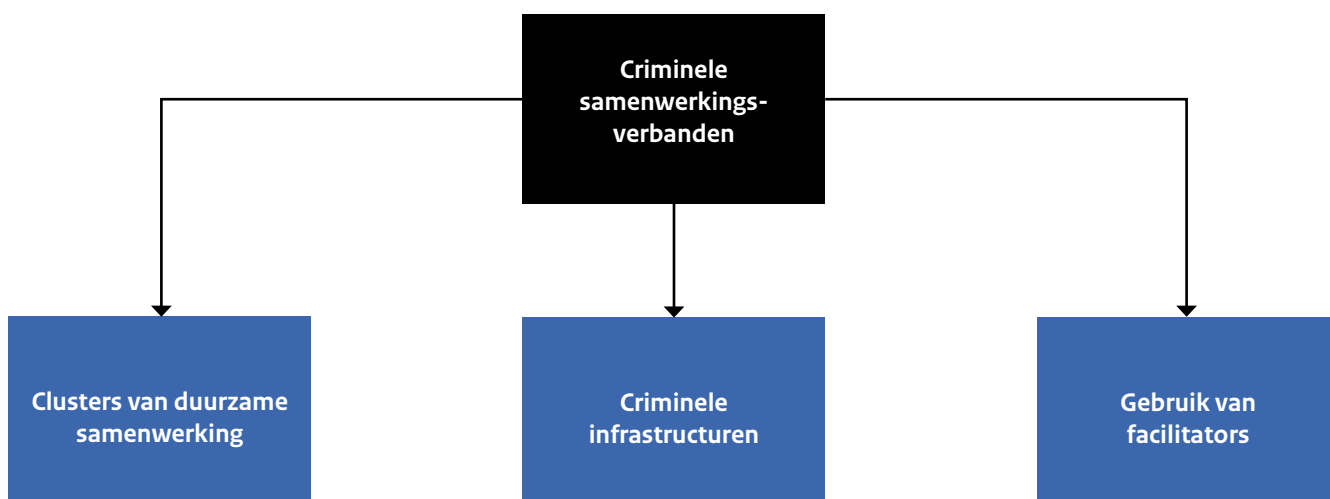 Criminele
samenwerkings-
verbanden
Clusters van duurzame
samenwerking
Criminele
infrastructuren
Gebruik van
facilitators